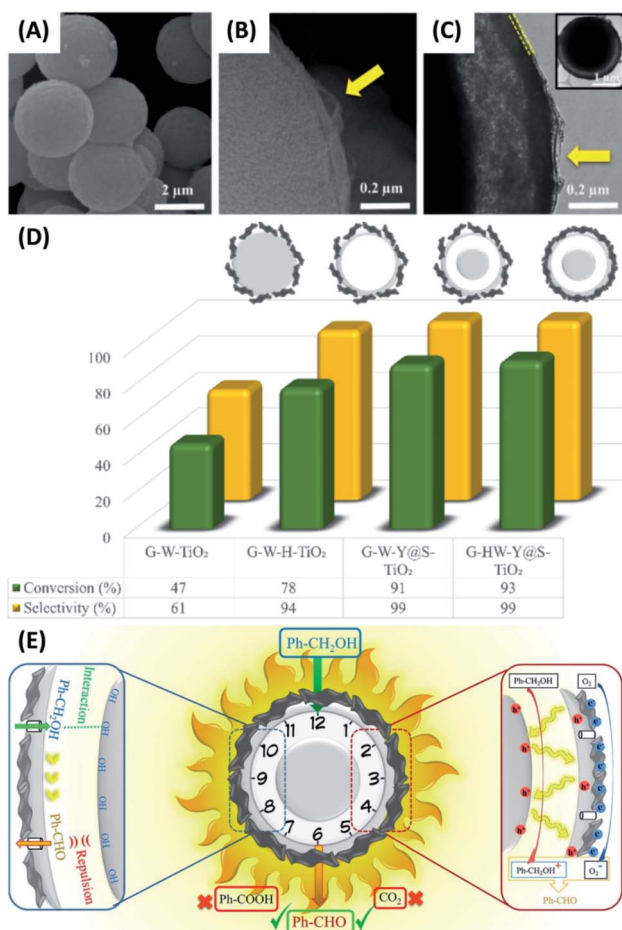 (A)
2 µm
(B)
0.2 µm
(C)
1 µm
0.2 µm
(D)
100
80
60
40
20
0
G-W-TiO₂
G-W-H-TiO₂
G-W-Y@S-
TiO₂
G-HW-Y@S-
TiO₂
Conversion (%) 47 78 91 93
Selectivity (%) 61 94 99 99
(E)
Ph-CH₂OH
Interaction
Ph-CH₂OH
OH
OH
OH
OH
OH
OH
OH
Ph-CHO
Repulsion
12
1
2
3
4
5
6
7
8
9
10
11
Ph-COOH
CO₂
Ph-CHO
Ph-CH₂OH
O₂
h⁺
h⁺
h⁺
h⁺
h⁺
h⁺
h⁺
e
e
e
e
e
e
e
Ph-CH₂OH⁺
O₂⁻
Ph-CHO